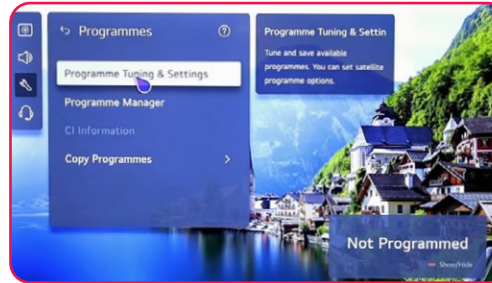 Programmes
Programme Tuning & Settings
Programme Manager
CI Information
Copy Programmes
Programme Tuning & Settin
Tune and save available
programmes. You can set satellite
programme options.
Not Programmed
Show/Hide